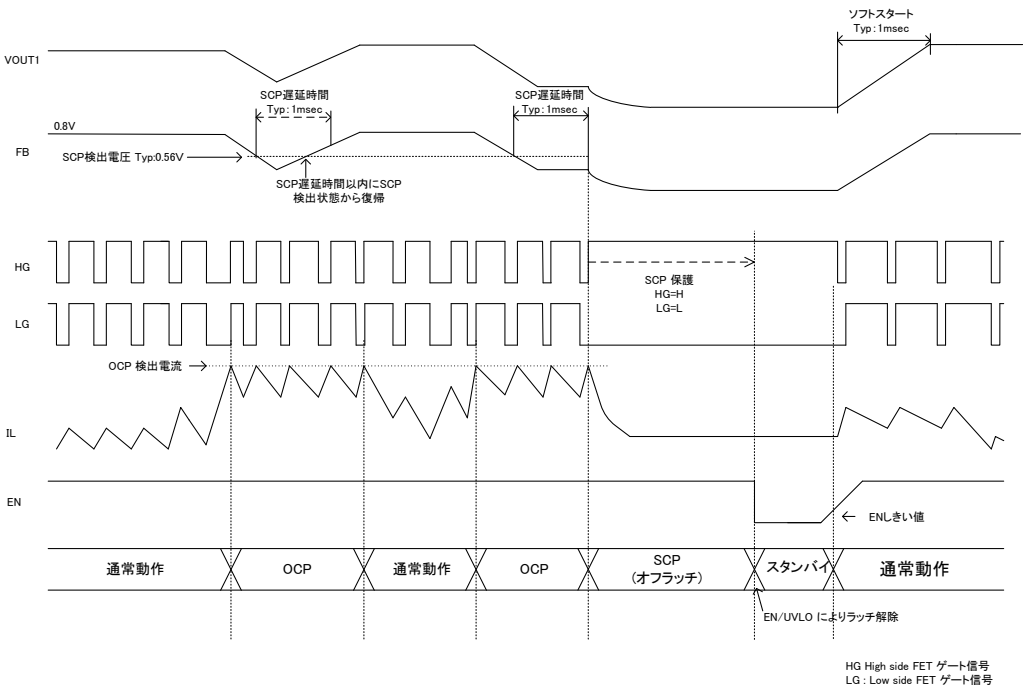 ソフトスタート
Typ:1msec
VOUT1
SCP遅延時間
Typ:1msec
SCP遅延時間
Typ:1msec
0.8V
FB
SCP検出電圧 Typ:0.56V
SCP遅延時間以内にSCP
検出状態から復帰
HG
SCP 保護
HG=H
LG=L
LG
OCP 検出電流
IL
EN
ENしきい値
通常動作
OCP
通常動作
OCP
SCP
(オフラッチ)
スタンバイ
通常動作
EN/UVLO によりラッチ解除
HG High side FET ゲート信号
LG : Low side FET ゲート信号